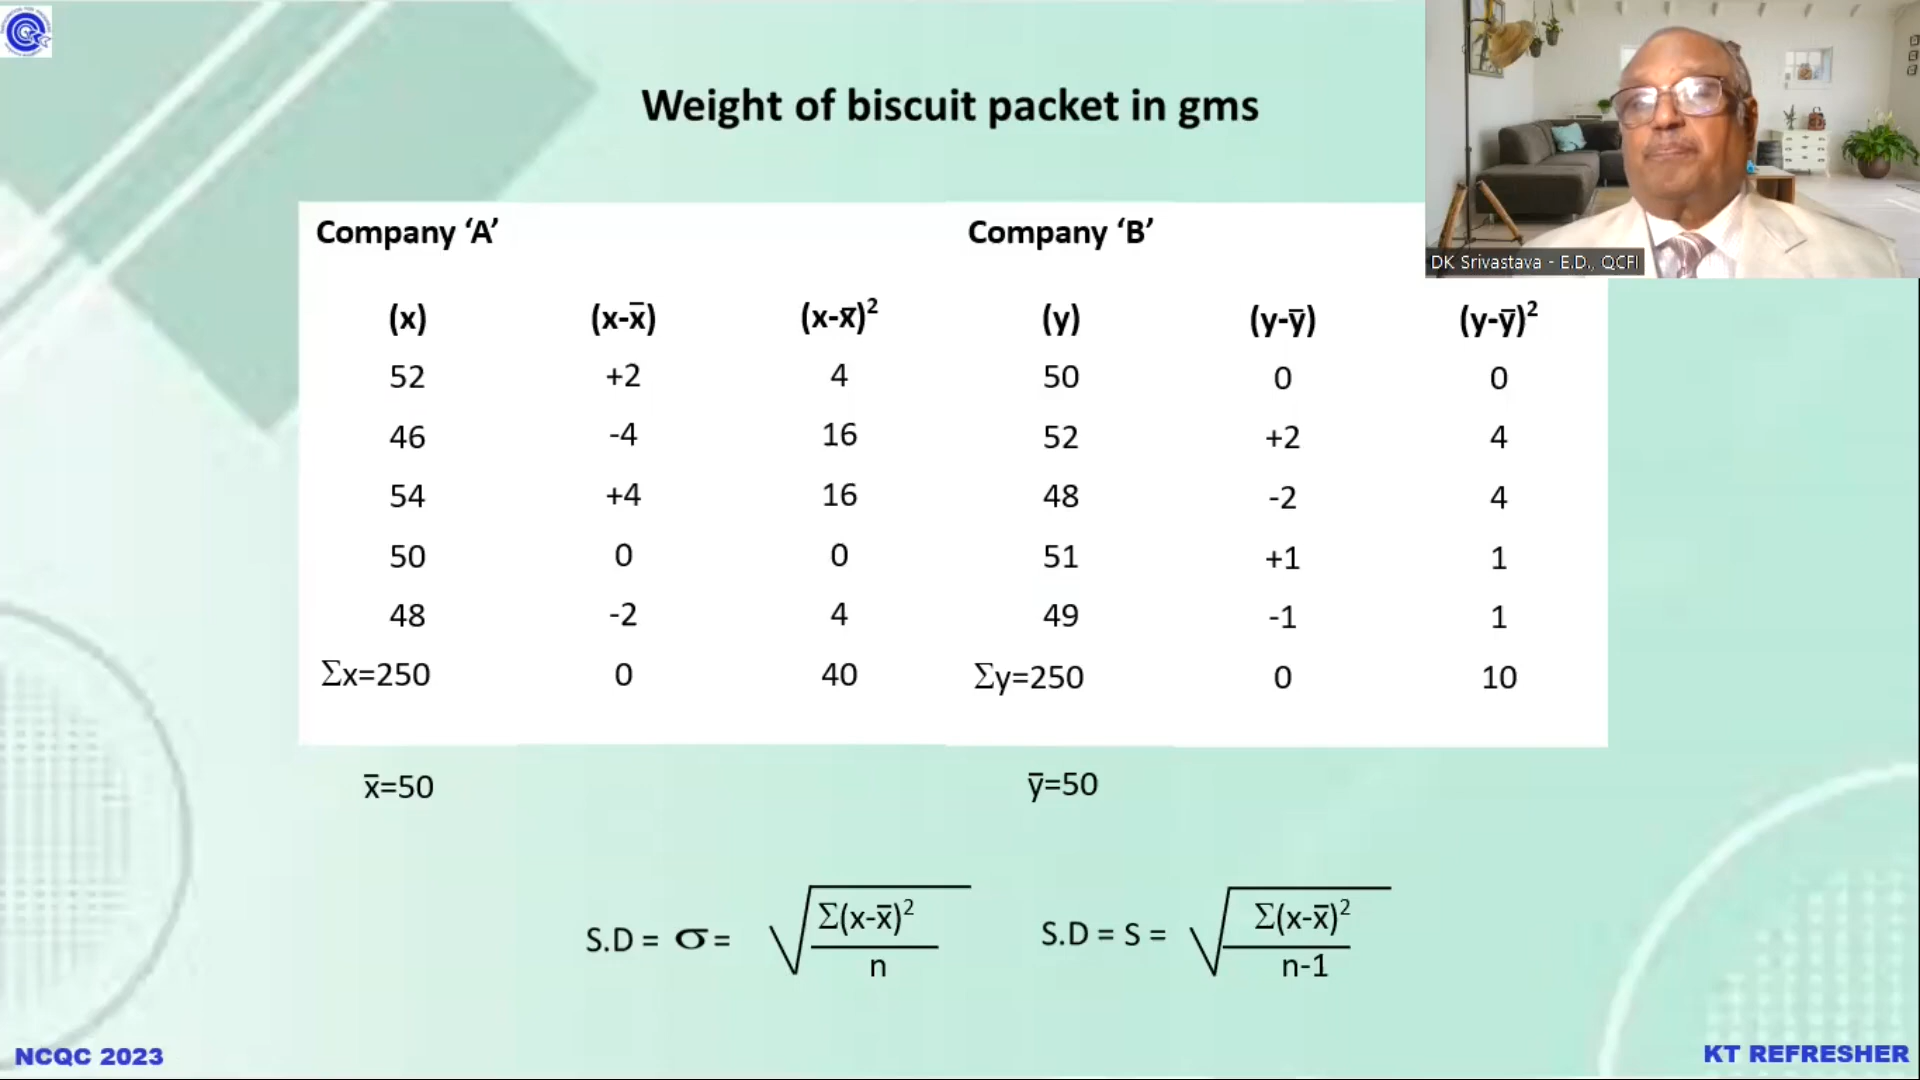 Weight of biscuit packet in gms
Company ‘A’ Company ‘B’
(x) (x-x̅) (x-x̅)² (y) (y-y̅) (y-y̅)²
52 +2 4 50 0 0
46 -4 16 52 +2 4
54 +4 16 48 -2 4
50 0 0 51 +1 1
48 -2 4 49 -1 1
Σx=250 0 40 Σy=250 0 10
x̅=50 y̅=50
S.D = σ = √ Σ(x-x̅)² / n S.D = S = √ Σ(x-x̅)² / n-1
DK Srivastava - E.D., QCFI
NCQC 2023
KT REFRESHER